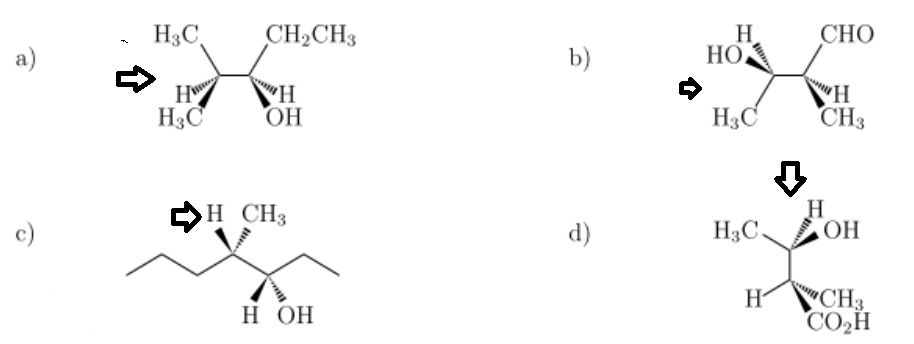 a)
H₃C CH₂CH₃
H H
H₃C OH
b)
H CHO
HO
H
H₃C CH₃
c)
H CH₃
H OH
d)
H
H₃C OH
H CH₃
CO₂H